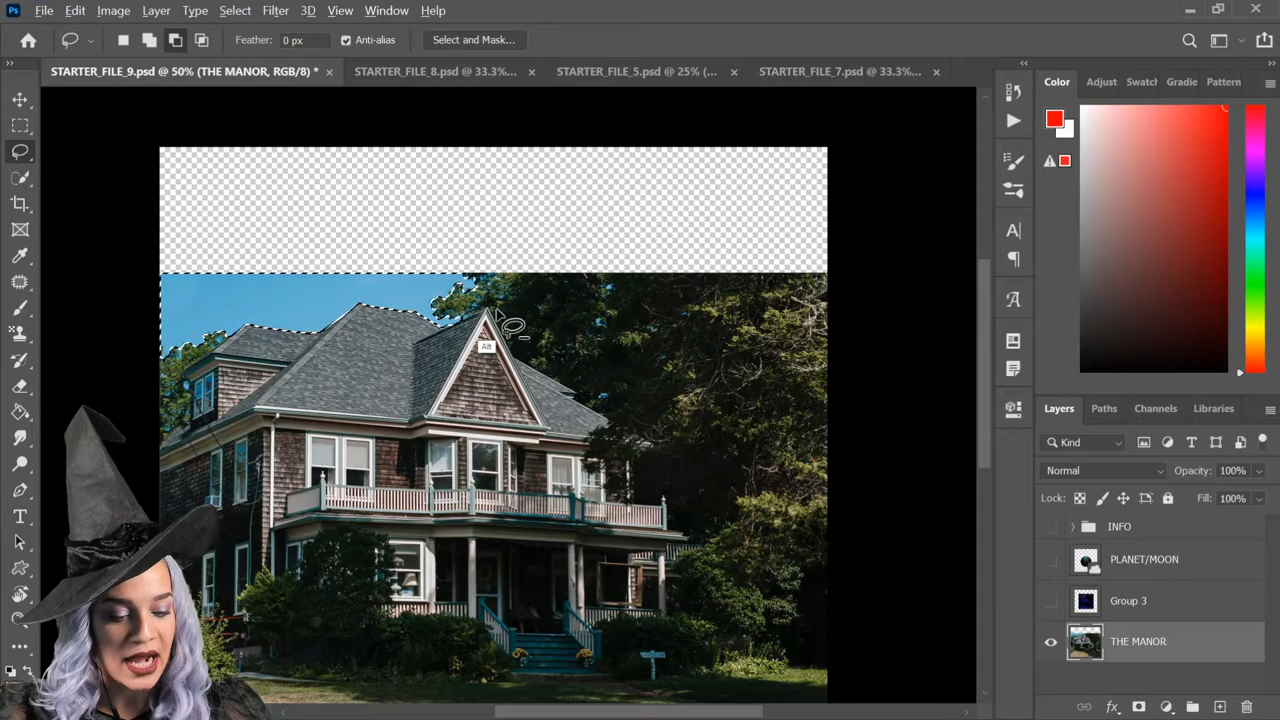 Ps File Edit Image Layer Type Select Filter 3D View Window Help
Feather: 0 px Anti-alias Select and Mask...
STARTER_FILE_9.psd @ 50% (THE MANOR, RGB/8) * × STARTER_FILE_8.psd @ 33.3%... × STARTER_FILE_5.psd @ 25% (... × STARTER_FILE_7.psd @ 33.3%... ×
Color Adjust Swatch Gradie Pattern
Alt
Layers Paths Channels Libraries
Kind
Normal Opacity: 100%
Lock: Fill: 100%
INFO
PLANET/MOON
Group 3
THE MANOR
fx